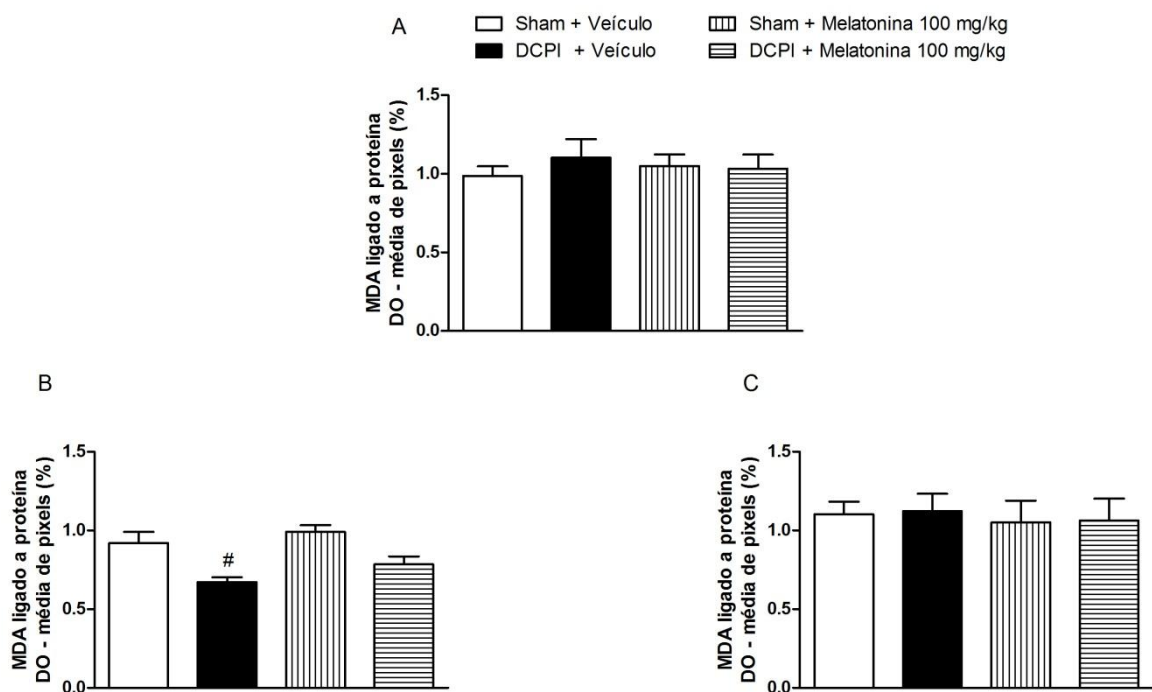 A
Sham + Veículo
Sham + Melatonina 100 mg/kg
DCPI + Veículo
DCPI + Melatonina 100 mg/kg
MDA ligado a proteína
DO - média de pixels (%)
1.5
1.0
0.5
0.0
B
MDA ligado a proteína
DO - média de pixels (%)
1.5
1.0
0.5
0.0
#
C
MDA ligado a proteína
DO - média de pixels (%)
1.5
1.0
0.5
0.0